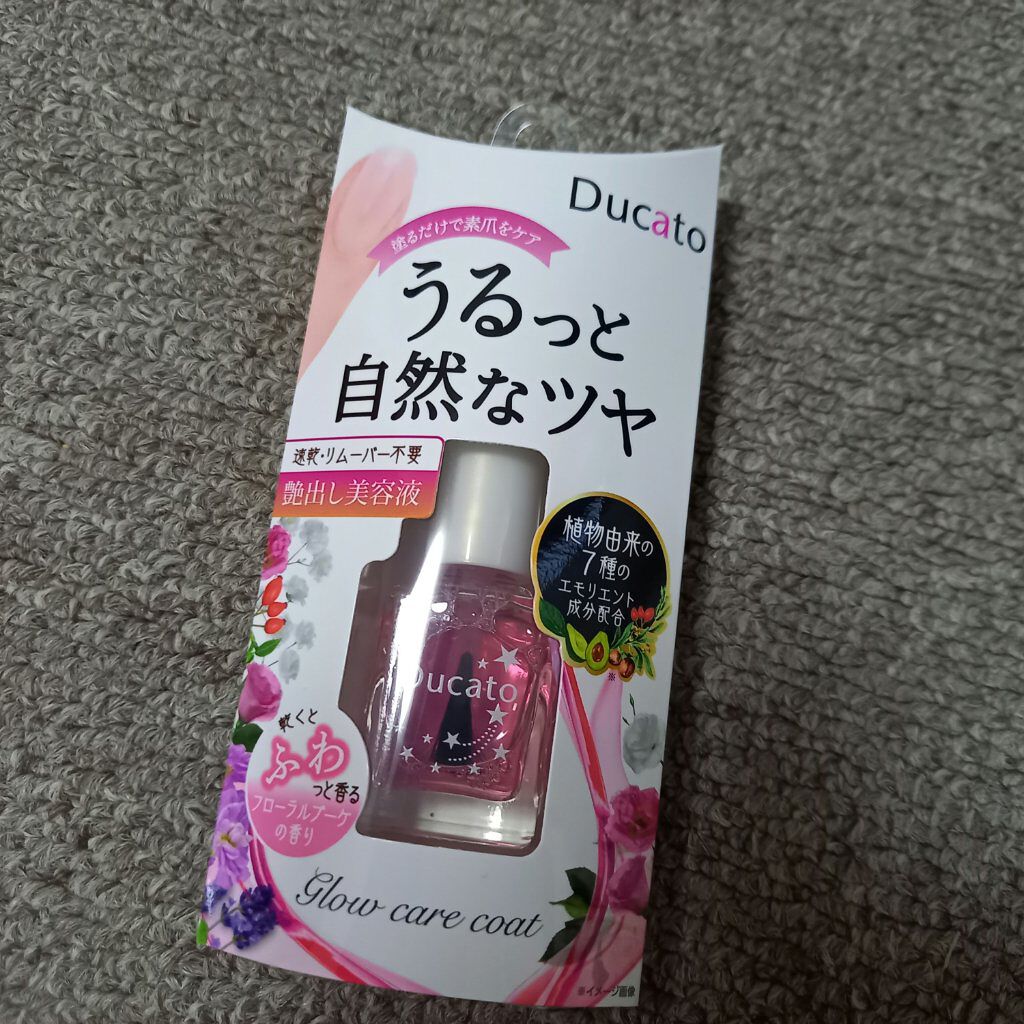 Ducato
塗るだけで素爪をケア
うるっと
自然なツヤ
速乾・リムーバー不要
艶出し美容液
植物由来の
7種の
エモリエント
成分配合
※
Ducato
乾くと
ふわ
っと香る
フローラルブーケ
の香り
Glow care coat
※イメージ画像